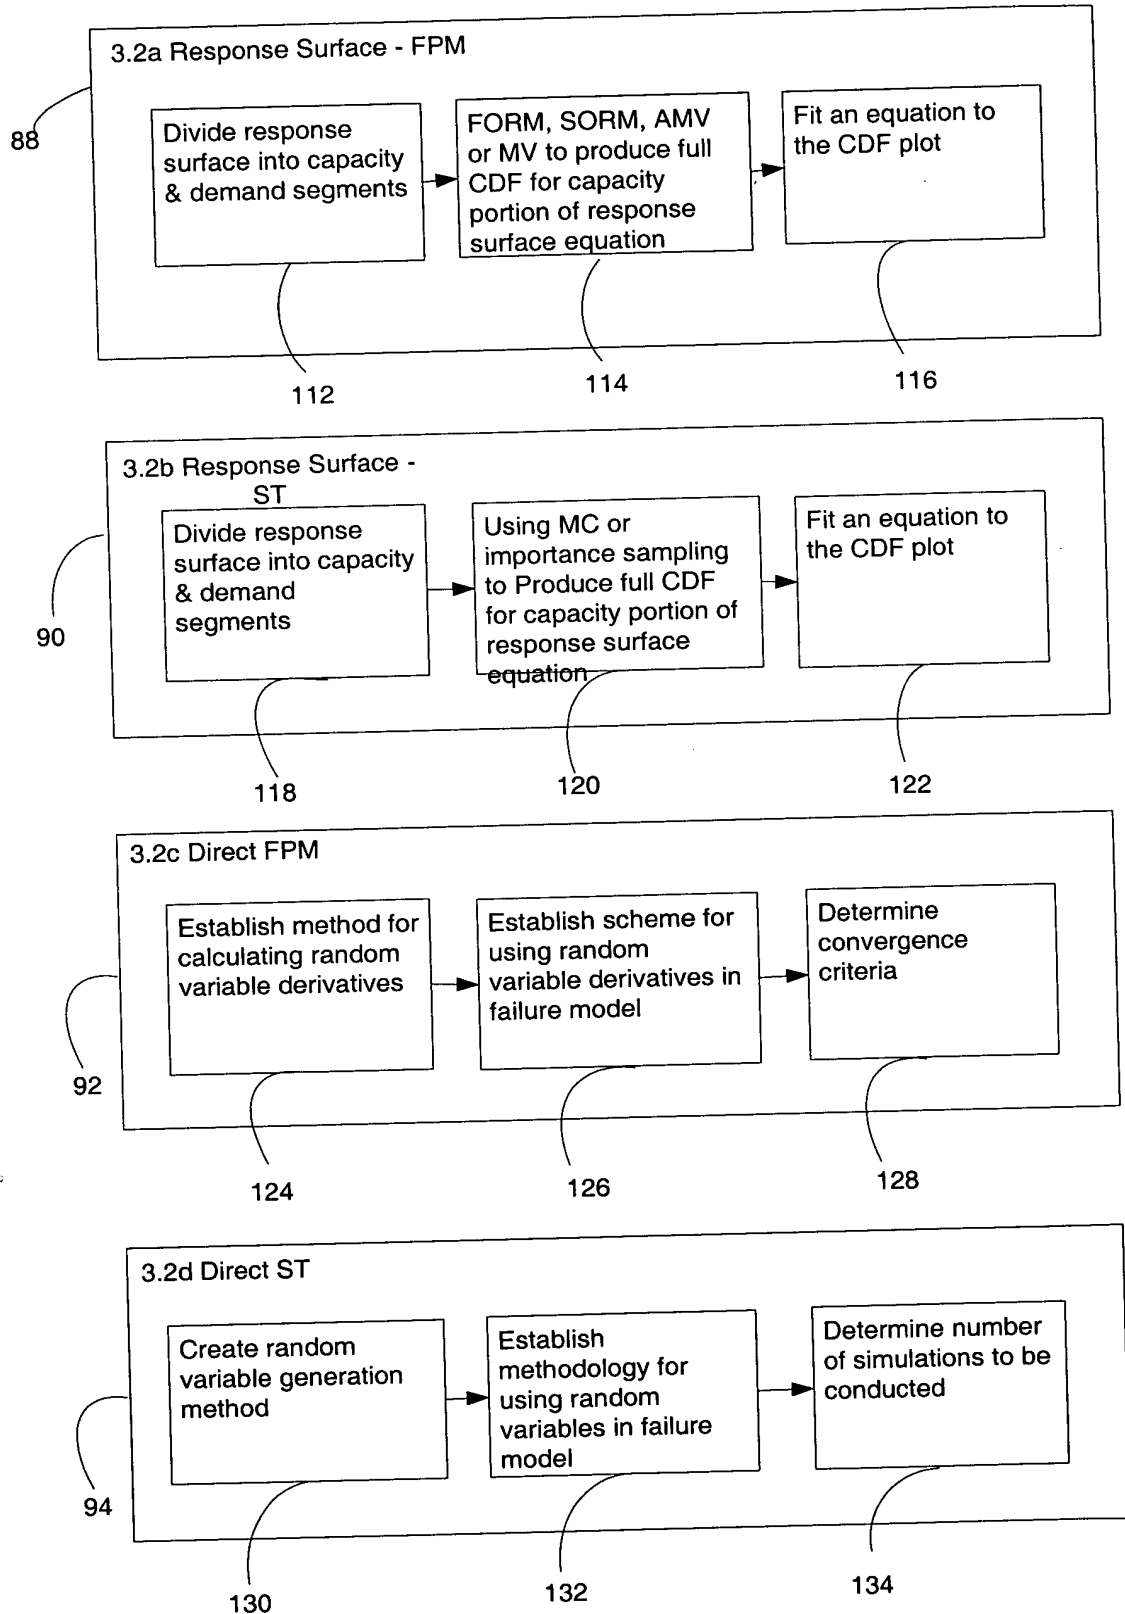 3.2a Response Surface - FPM
88
Divide response
surface into capacity
& demand segments
FORM, SORM, AMV
or MV to produce full
CDF for capacity
portion of response
surface equation
Fit an equation to
the CDF plot
112
114
116
3.2b Response Surface -
ST
90
Divide response
surface into capacity
& demand
segments
Using MC or
importance sampling
to Produce full CDF
for capacity portion of
response surface
equation
Fit an equation to
the CDF plot
118
120
122
3.2c Direct FPM
92
Establish method for
calculating random
variable derivatives
Establish scheme for
using random
variable derivatives in
failure model
Determine
convergence
criteria
124
126
128
3.2d Direct ST
94
Create random
variable generation
method
Establish
methodology for
using random
variables in failure
model
Determine number
of simulations to be
conducted
130
132
134